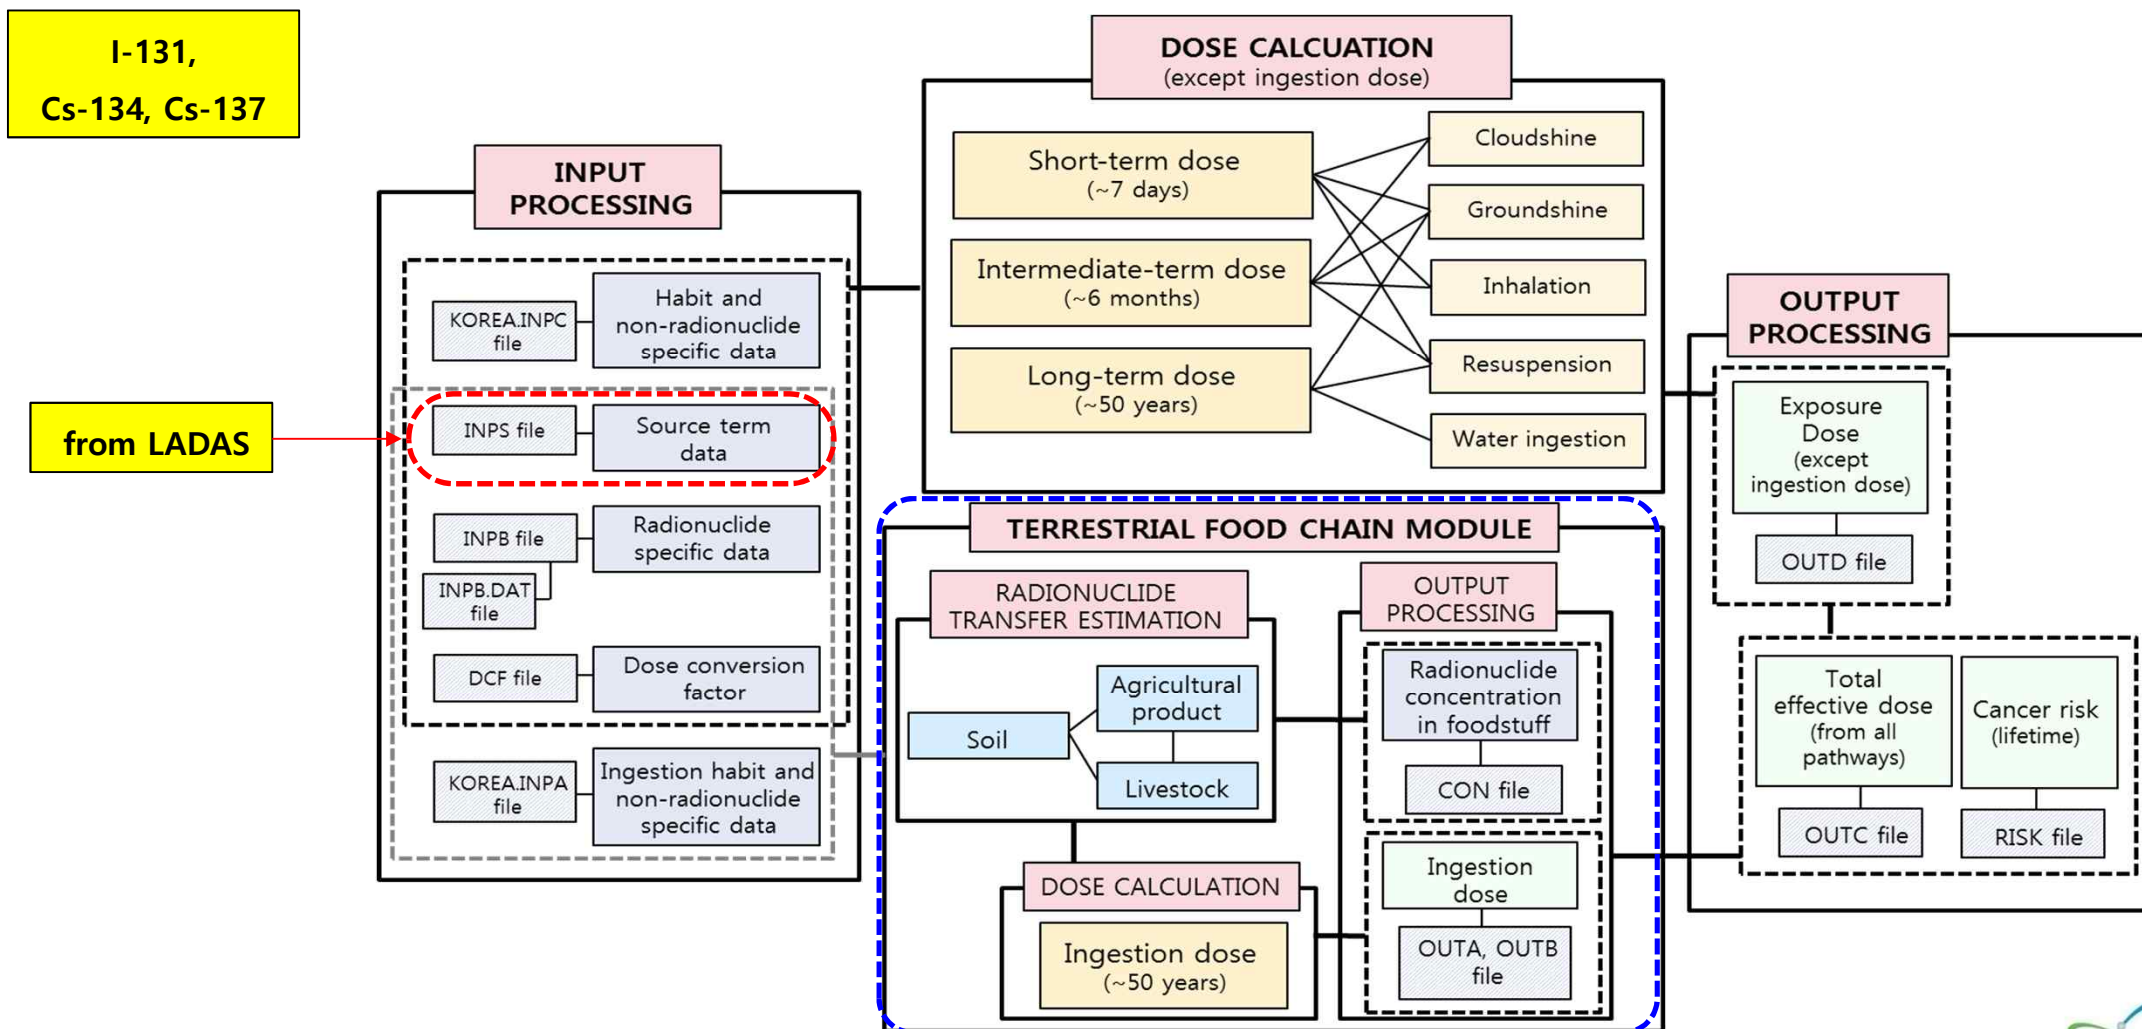 I-131,
Cs-134, Cs-137
from LADAS
INPUT
PROCESSING
KOREA.INPC
file
Habit and
non-radionuclide
specific data
INPS file
Source term
data
INPB file
Radionuclide
specific data
INPB.DAT
file
DCF file
Dose conversion
factor
KOREA.INPA
file
Ingestion habit and
non-radionuclide
specific data
DOSE CALCUATION
(except ingestion dose)
Short-term dose
(~7 days)
Intermediate-term dose
(~6 months)
Long-term dose
(~50 years)
Cloudshine
Groundshine
Inhalation
Resuspension
Water ingestion
TERRESTRIAL FOOD CHAIN MODULE
RADIONUCLIDE
TRANSFER ESTIMATION
Soil
Agricultural
product
Livestock
DOSE CALCULATION
Ingestion dose
(~50 years)
OUTPUT
PROCESSING
Radionuclide
concentration
in foodstuff
CON file
Ingestion
dose
OUTA, OUTB
file
OUTPUT
PROCESSING
Exposure
Dose
(except
ingestion dose)
OUTD file
Total
effective dose
(from all
pathways)
OUTC file
Cancer risk
(lifetime)
RISK file